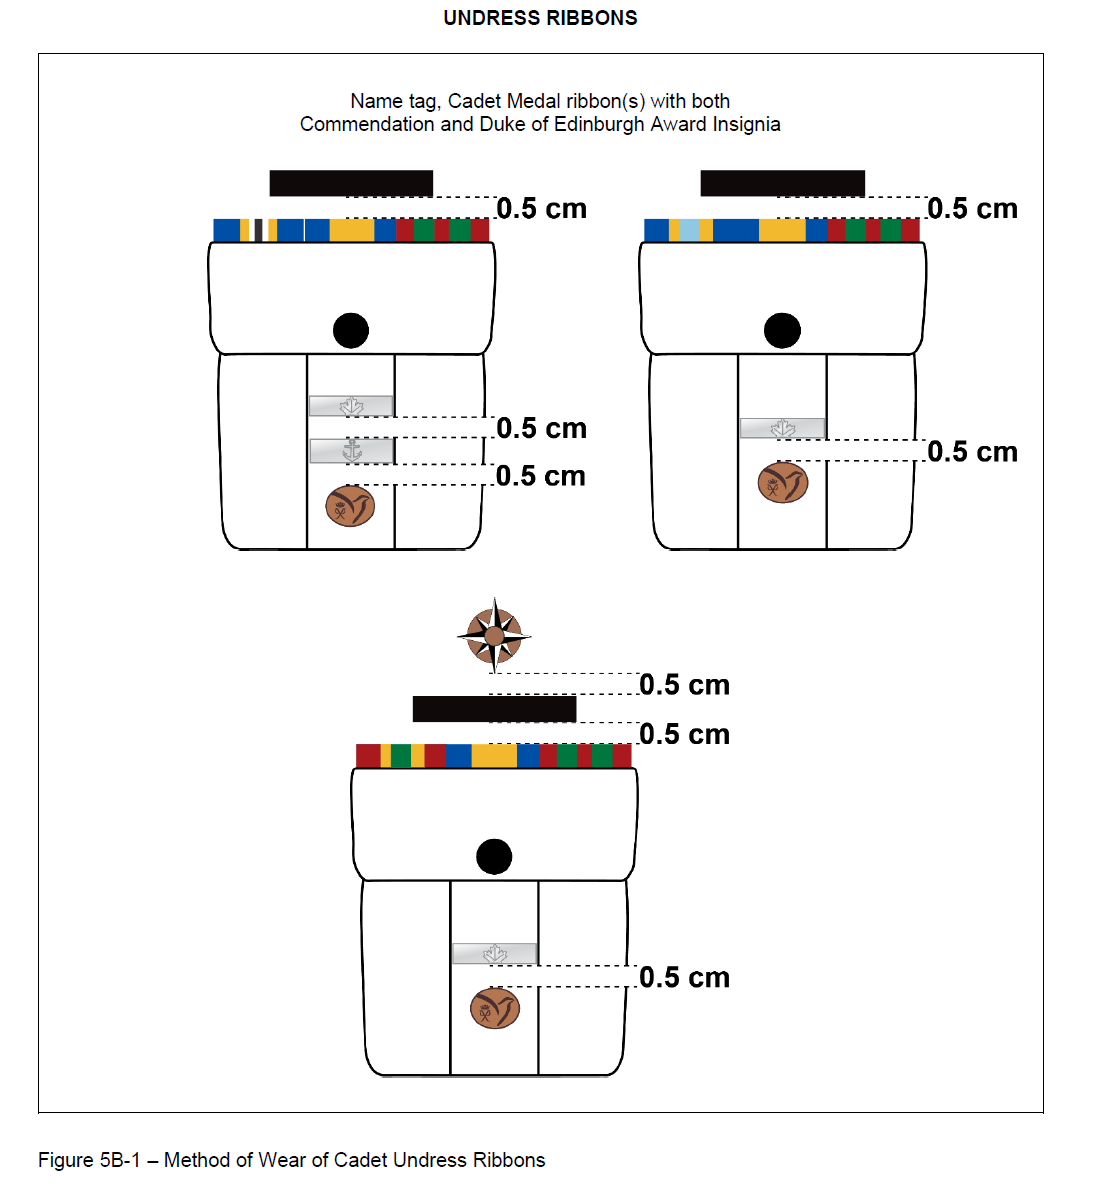 UNDRESS RIBBONS
Name tag, Cadet Medal ribbon(s) with both
Commendation and Duke of Edinburgh Award Insignia
0.5 cm
0.5 cm
0.5 cm
0.5 cm
0.5 cm
0.5 cm
0.5 cm
0.5 cm
Figure 5B-1 – Method of Wear of Cadet Undress Ribbons